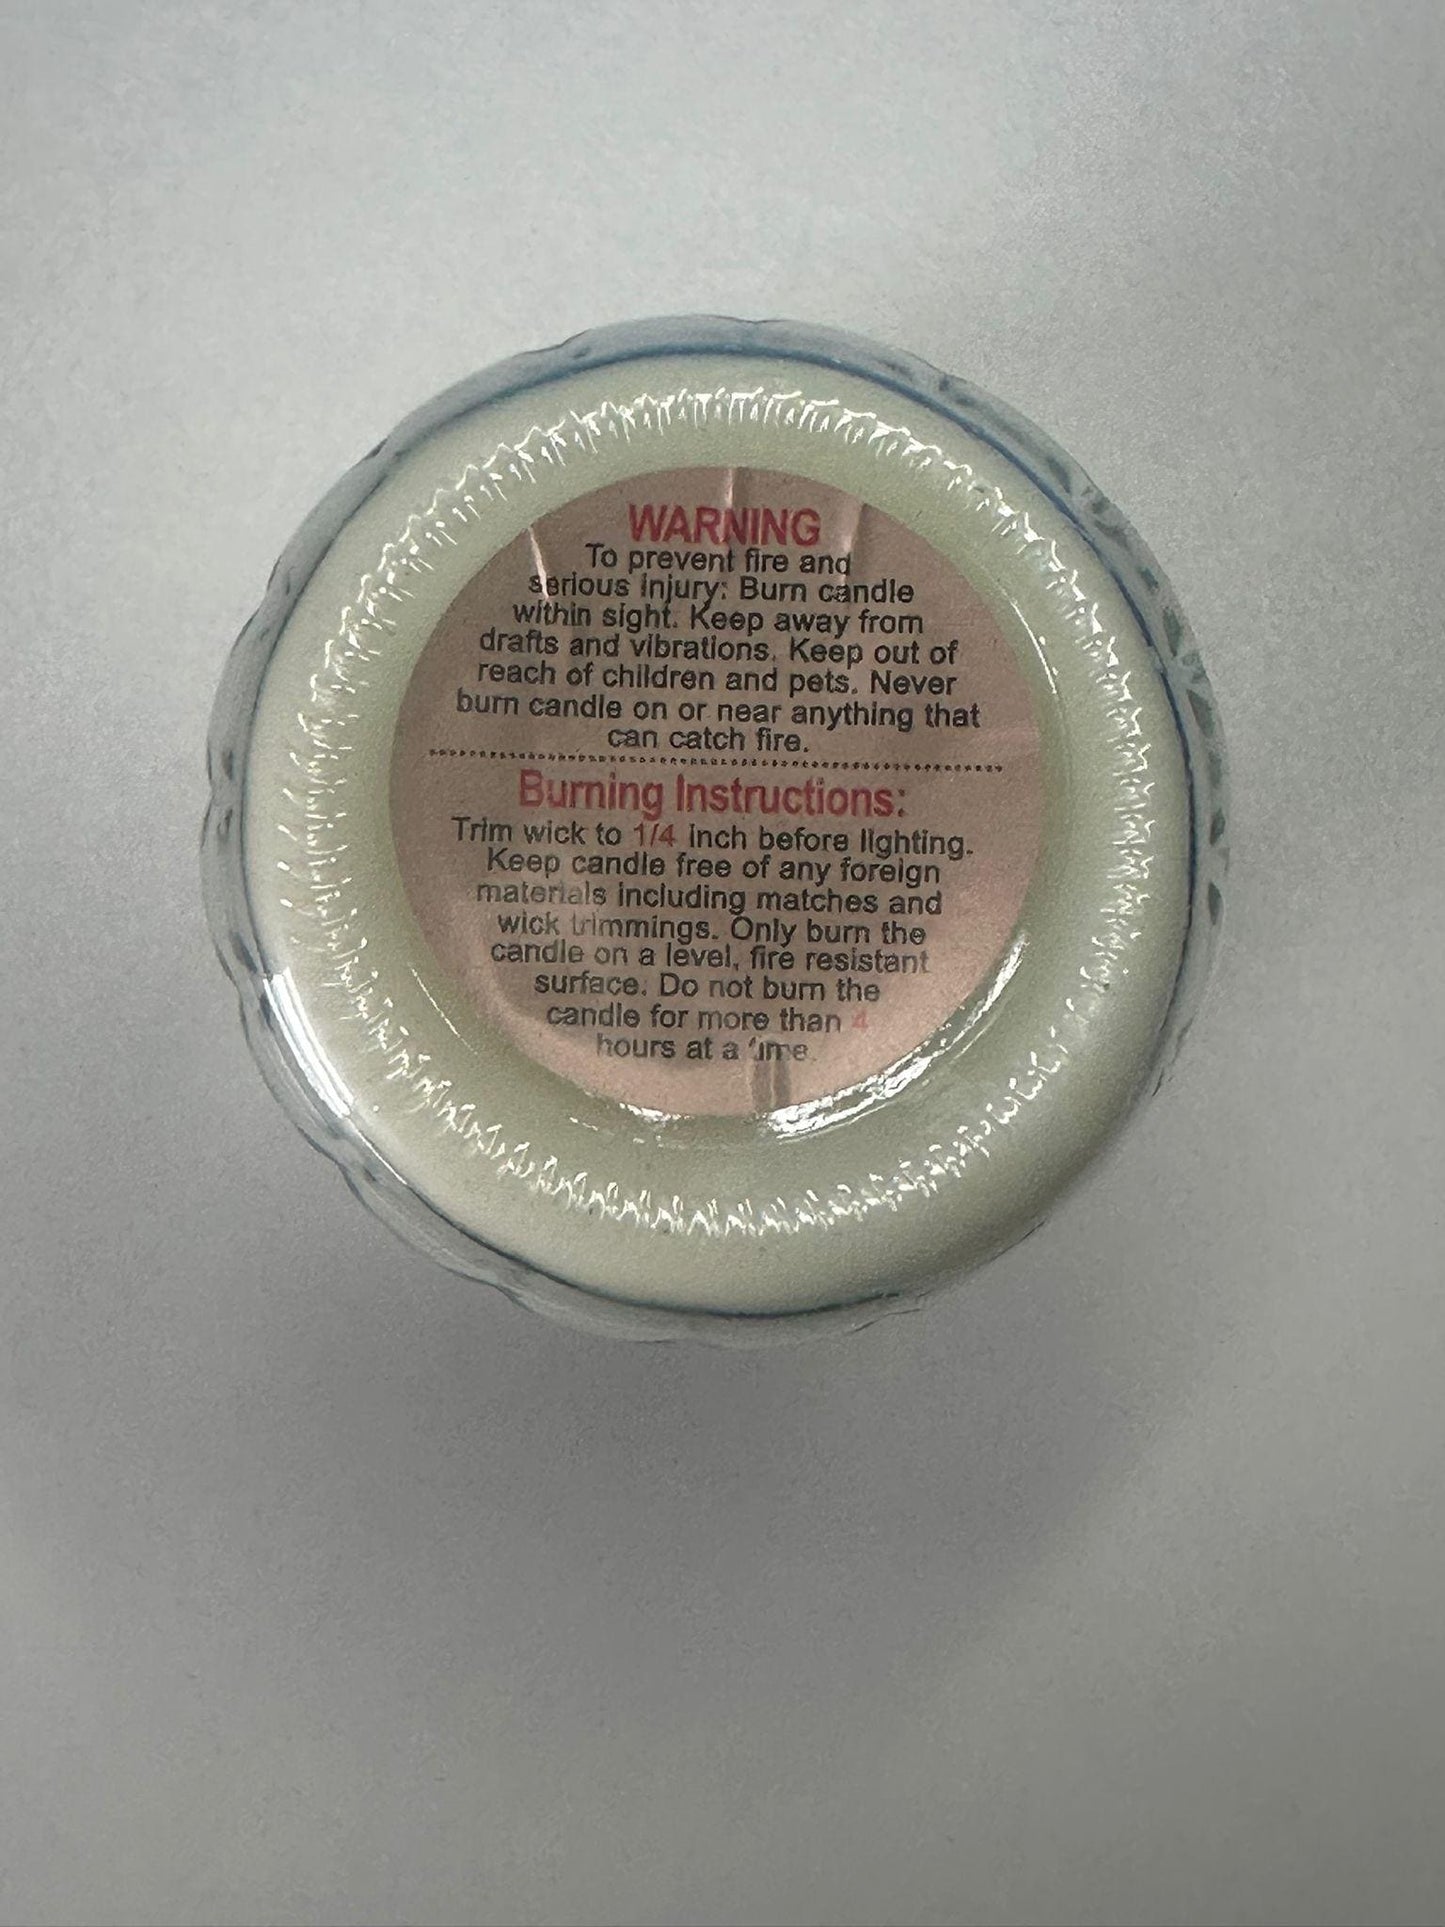 WARNING
To prevent fire and
serious injury: Burn candle
within sight. Keep away from
drafts and vibrations. Keep out of
reach of children and pets. Never
burn candle on or near anything that
can catch fire.
Burning Instructions:
Trim wick to 1/4 inch before lighting.
Keep candle free of any foreign
materials including matches and
wick trimmings. Only burn the
candle on a level, fire resistant
surface. Do not burn the
candle for more than 4
hours at a time.